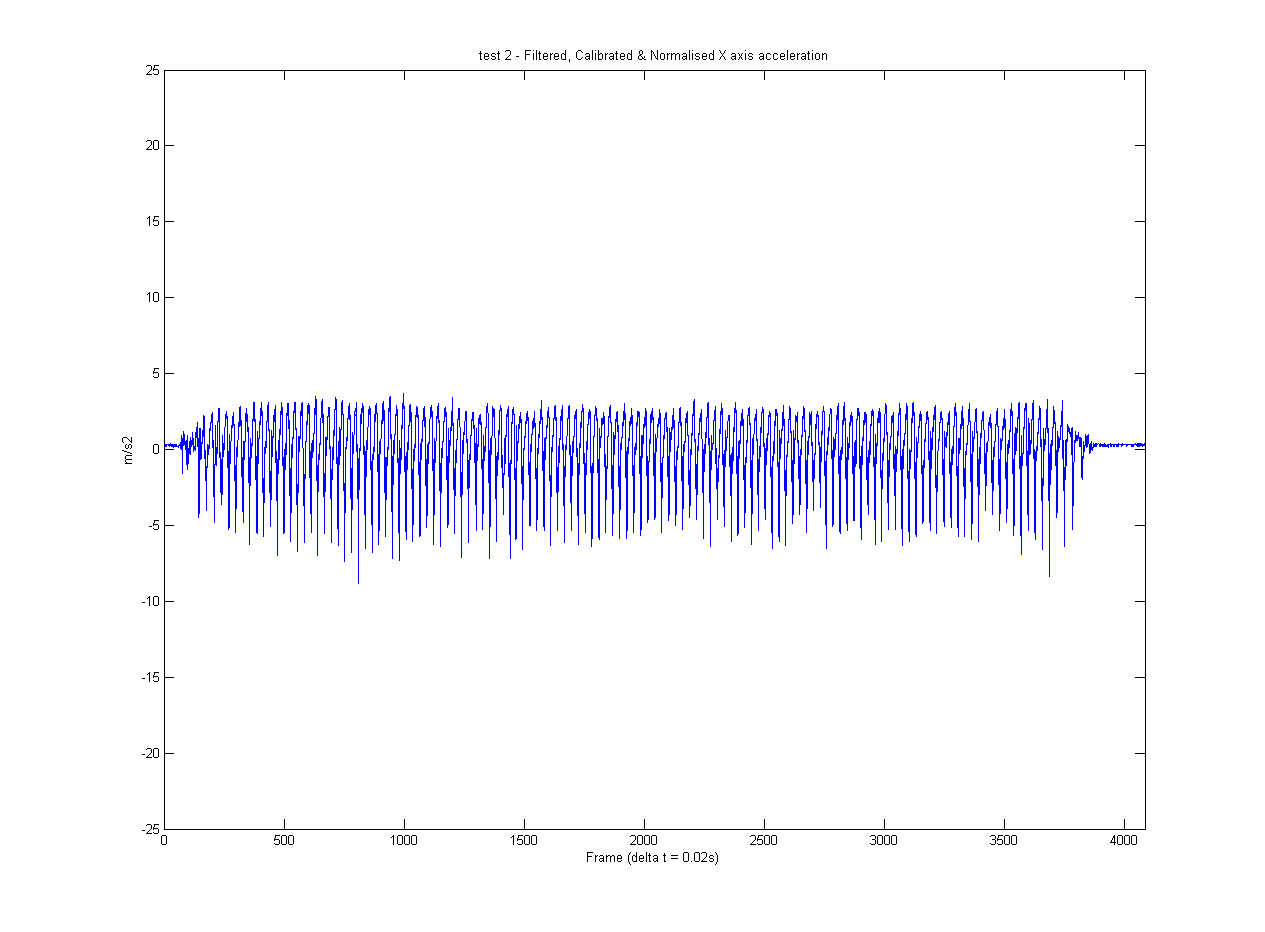 test 2 - Filtered, Calibrated & Normalised X axis acceleration
25
20
15
10
5
0
-5
-10
-15
-20
-25
m/s2
0 500 1000 1500 2000 2500 3000 3500 4000
Frame (delta t = 0.02s)